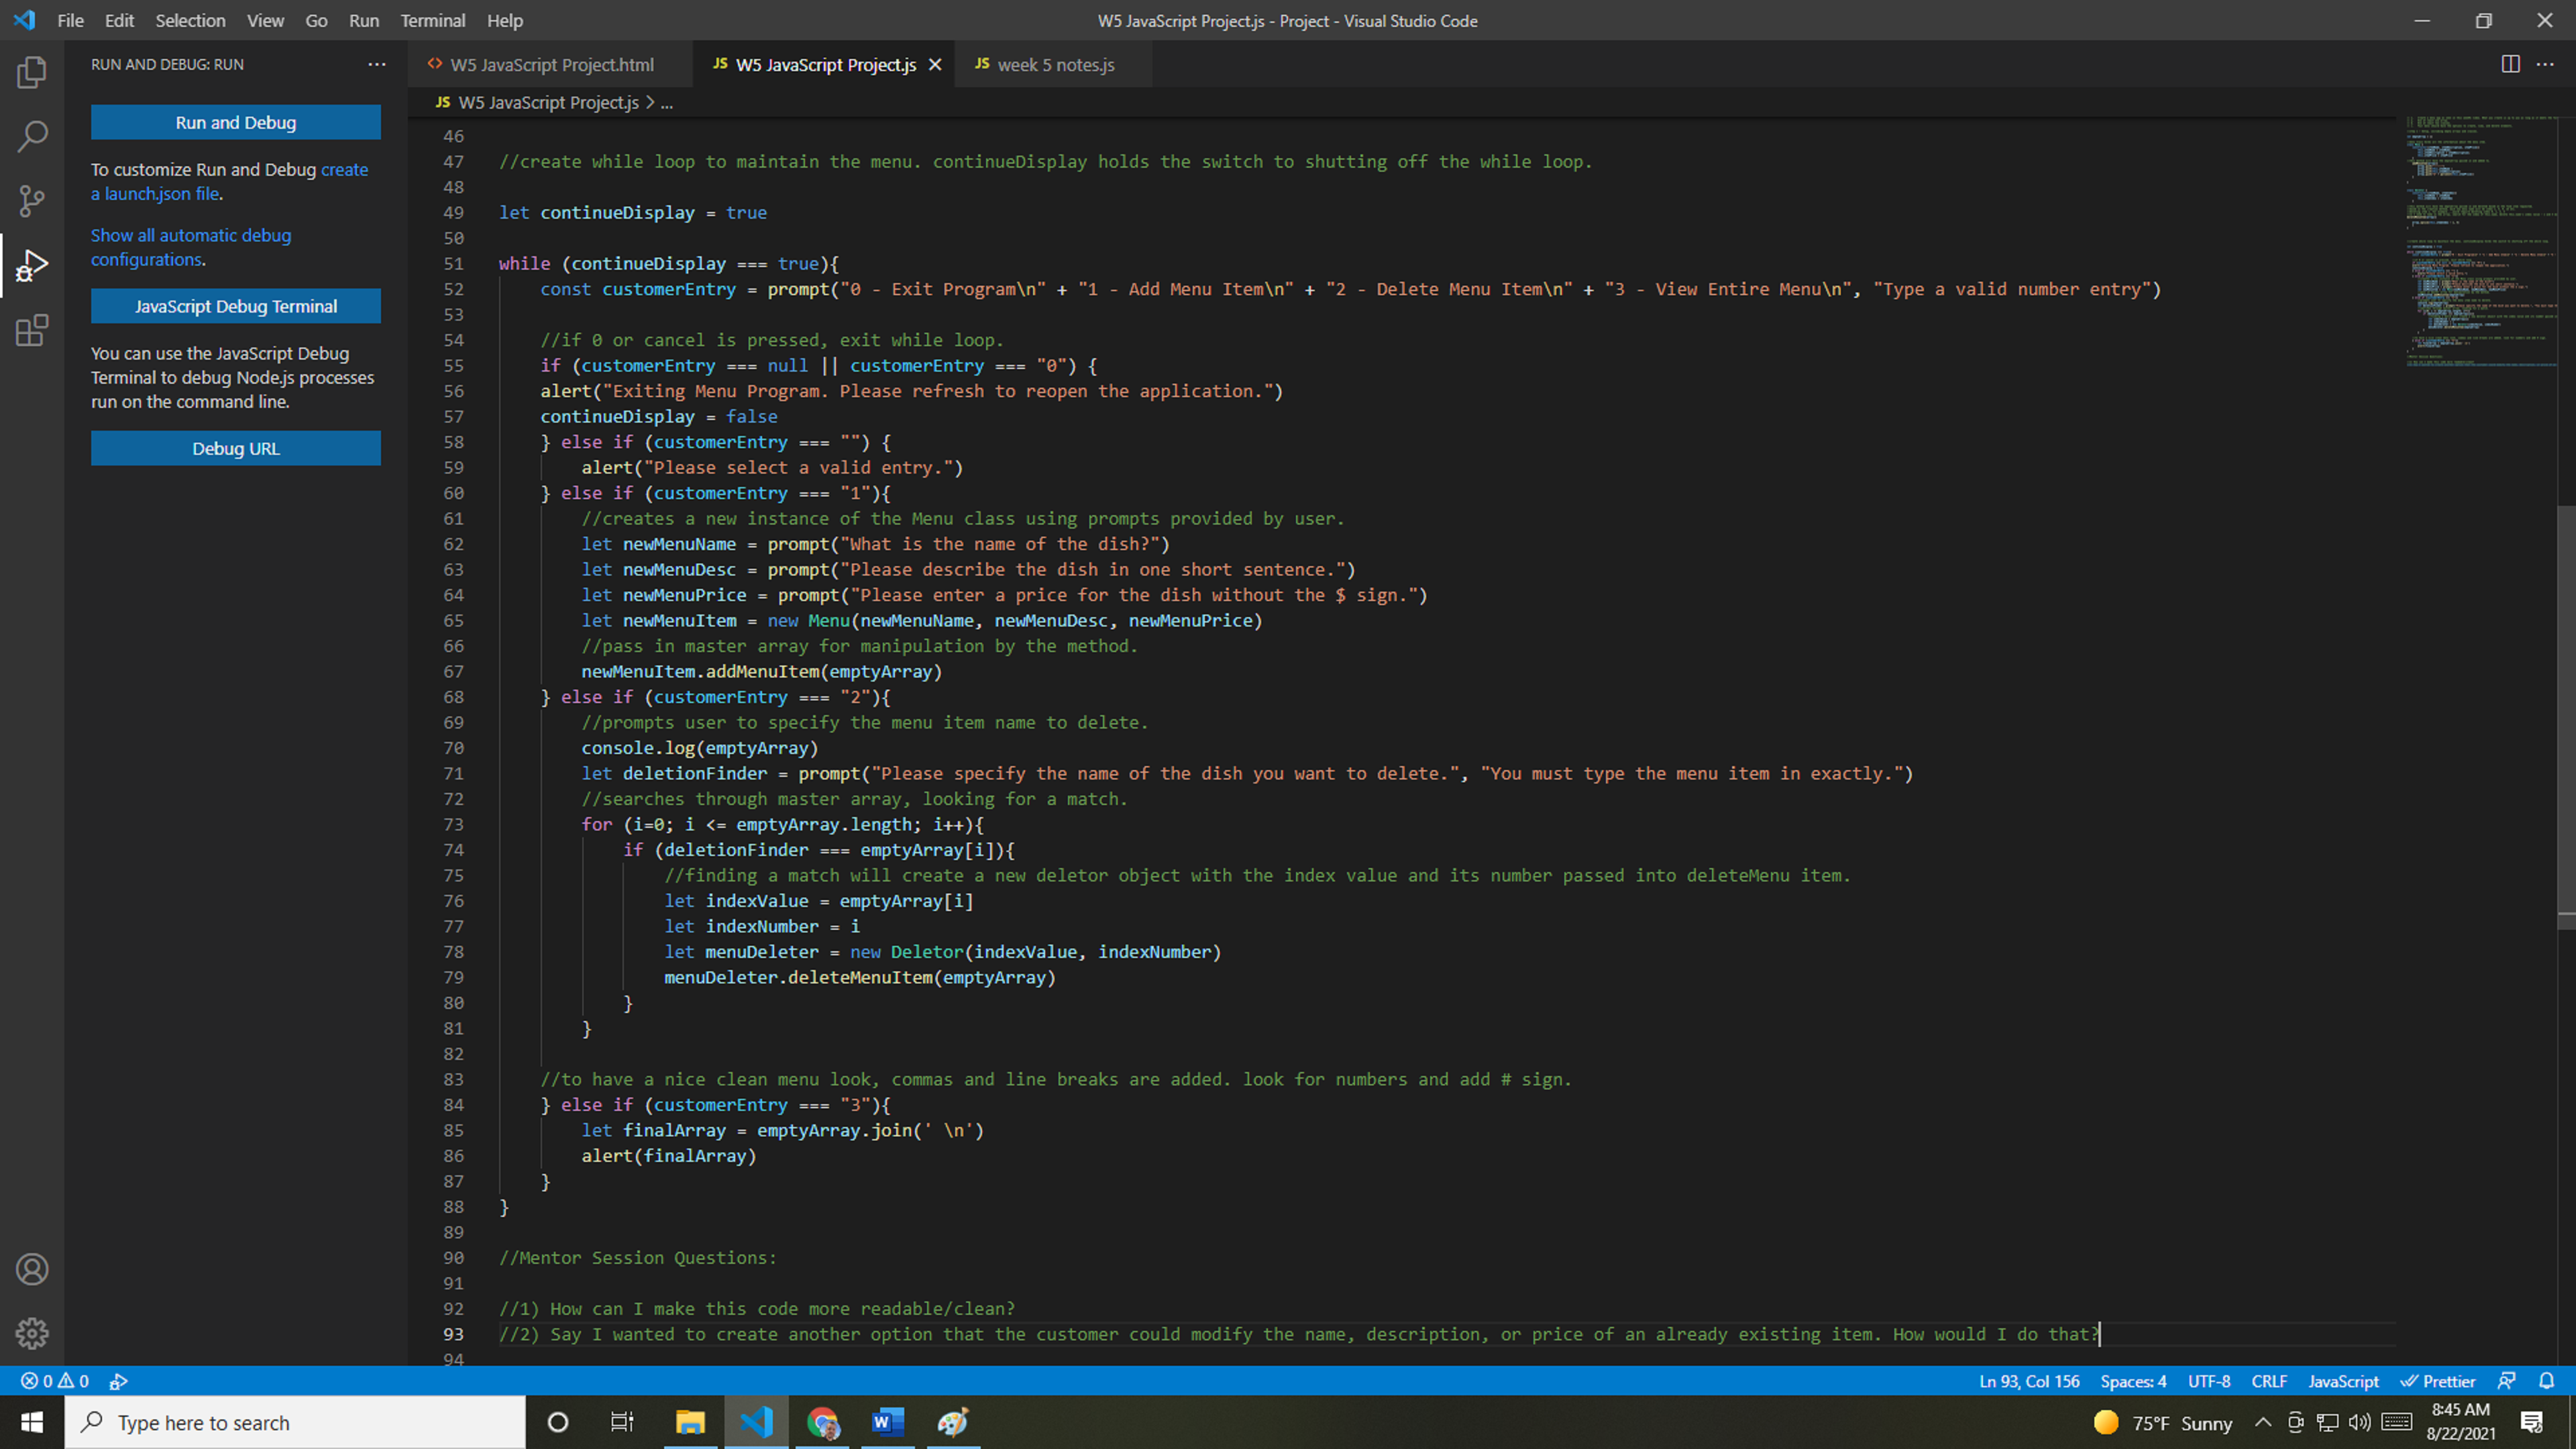 File Edit Selection View Go Run Terminal Help
W5 JavaScript Project.js - Project - Visual Studio Code
RUN AND DEBUG: RUN
W5 JavaScript Project.html
JS W5 JavaScript Project.js
JS week 5 notes.js
JS W5 JavaScript Project.js > ...
Run and Debug
To customize Run and Debug create
a launch.json file.
Show all automatic debug
configurations.
JavaScript Debug Terminal
You can use the JavaScript Debug
Terminal to debug Node.js processes
run on the command line.
Debug URL
46
47 //create while loop to maintain the menu. continueDisplay holds the switch to shutting off the while loop.
48
49 let continueDisplay = true
50
51 while (continueDisplay === true){
52 const customerEntry = prompt("0 - Exit Program\n" + "1 - Add Menu Item\n" + "2 - Delete Menu Item\n" + "3 - View Entire Menu\n", "Type a valid number entry")
53
54 //if 0 or cancel is pressed, exit while loop.
55 if (customerEntry === null || customerEntry === "0") {
56 alert("Exiting Menu Program. Please refresh to reopen the application.")
57 continueDisplay = false
58 } else if (customerEntry === "") {
59 alert("Please select a valid entry.")
60 } else if (customerEntry === "1"){
61 //creates a new instance of the Menu class using prompts provided by user.
62 let newMenuName = prompt("What is the name of the dish?")
63 let newMenuDesc = prompt("Please describe the dish in one short sentence.")
64 let newMenuPrice = prompt("Please enter a price for the dish without the $ sign.")
65 let newMenuItem = new Menu(newMenuName, newMenuDesc, newMenuPrice)
66 //pass in master array for manipulation by the method.
67 newMenuItem.addMenuItem(emptyArray)
68 } else if (customerEntry === "2"){
69 //prompts user to specify the menu item name to delete.
70 console.log(emptyArray)
71 let deletionFinder = prompt("Please specify the name of the dish you want to delete.", "You must type the menu item in exactly.")
72 //searches through master array, looking for a match.
73 for (i=0; i <= emptyArray.length; i++){
74 if (deletionFinder === emptyArray[i]){
75 //finding a match will create a new deletor object with the index value and its number passed into deleteMenu item.
76 let indexValue = emptyArray[i]
77 let indexNumber = i
78 let menuDeleter = new Deletor(indexValue, indexNumber)
79 menuDeleter.deleteMenuItem(emptyArray)
80 }
81 }
82
83 //to have a nice clean menu look, commas and line breaks are added. look for numbers and add # sign.
84 } else if (customerEntry === "3"){
85 let finalArray = emptyArray.join(' \n')
86 alert(finalArray)
87 }
88 }
89
90 //Mentor Session Questions:
91
92 //1) How can I make this code more readable/clean?
93 //2) Say I wanted to create another option that the customer could modify the name, description, or price of an already existing item. How would I do that?
94
0 0
Ln 93, Col 156 Spaces: 4 UTF-8 CRLF JavaScript Prettier
Type here to search
W
75°F Sunny
8:45 AM
8/22/2021